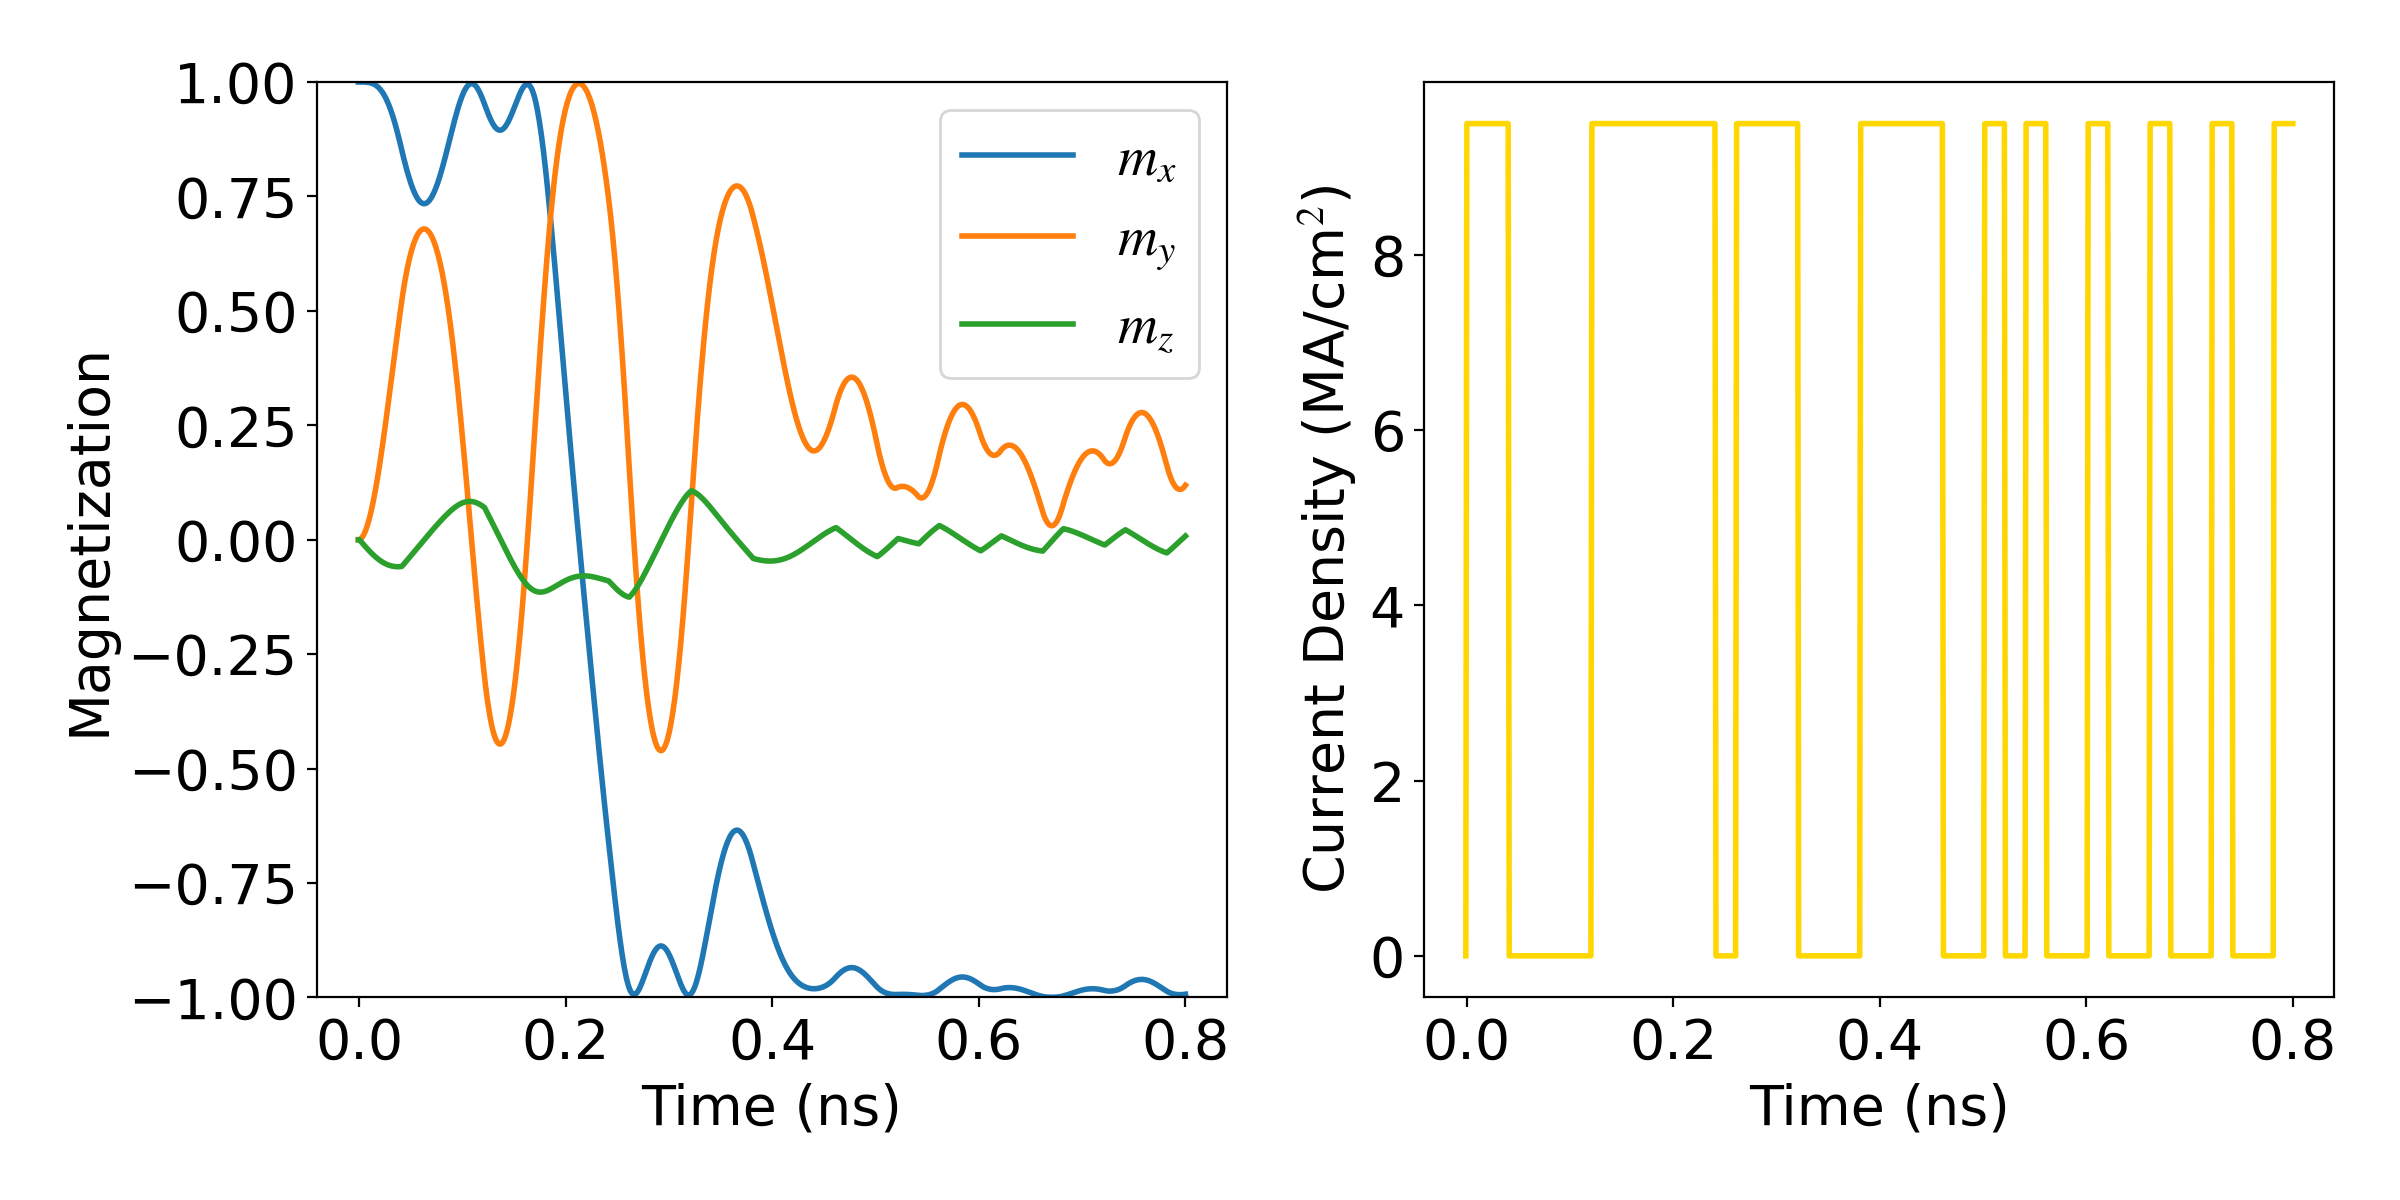 Magnetization
1.00
0.75
0.50
0.25
0.00
−0.25
−0.50
−0.75
−1.00
0.0 0.2 0.4 0.6 0.8
Time (ns)
m_x
m_y
m_z
Current Density (MA/cm²)
8
6
4
2
0
0.0 0.2 0.4 0.6 0.8
Time (ns)